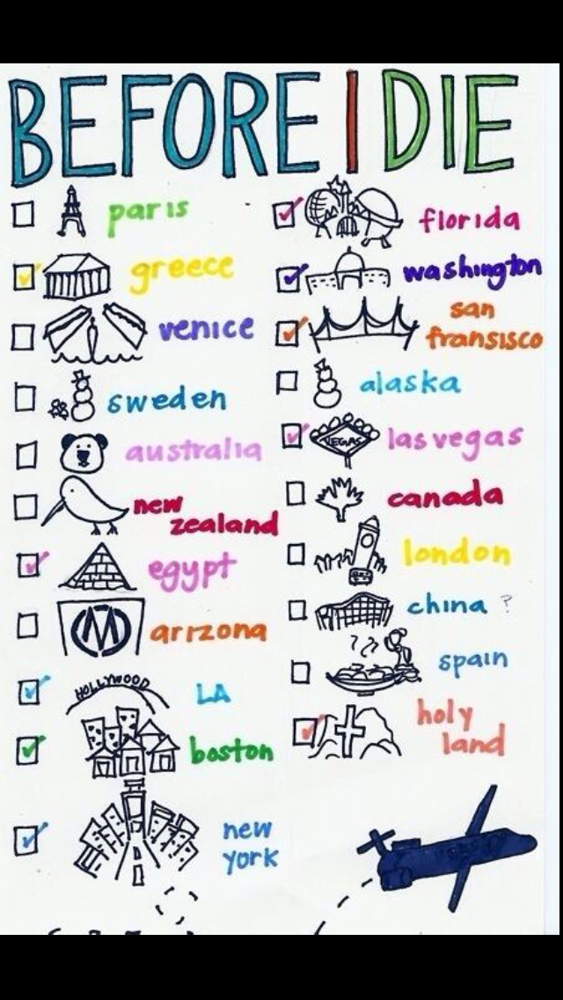 BEFORE I DIE
paris
greece
venice
sweden
australia
new
zealand
egypt
M
arizona
HOLLYWOOD
LA
boston
new
york
florida
washington
san
fransisco
alaska
VEGAS
las vegas
canada
london
china ?
??
spain
holy
land